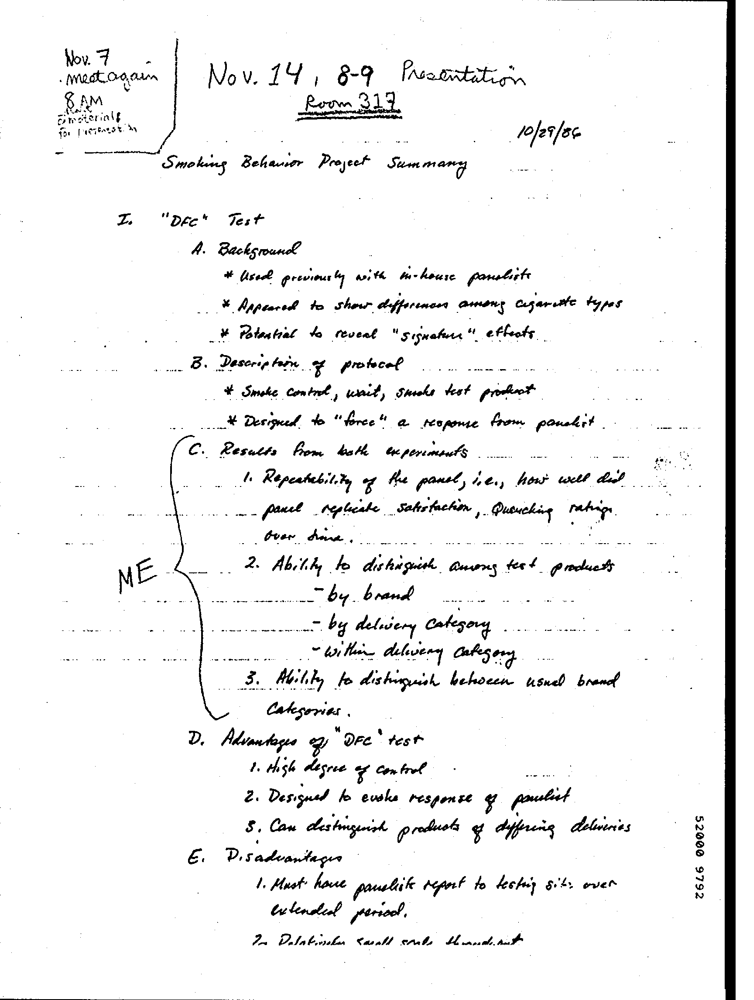 Nov. 7
. meet again
8 AM
materials
for
Nov. 14, 8-9 Presentation
Room 317
10/29/86
Smoking Behavior Project Summary
I. "DFC" Test
A. Background
* Used previously with in-house panelists
* Appeared to show differences among cigarette types
* Potential to reveal "signature" effects
B. Description of protocol
* Smoke control, wait, smoke test product
* Designed to "force" a response from panelist
C. Results from both experiments
1. Repeatability of the panel, i.e., how well did
panel replicate satisfaction, Quenching ratings
over time.
ME
2. Ability to distinguish among test products
- by brand
- by delivery category
- within delivery category
3. Ability to distinguish between usual brand
Categories.
D. Advantages of "DFC" test
1. High degree of control
2. Designed to evoke response of panelist
3. Can distinguish products of differing deliveries
E. Disadvantages
1. Must have panelists report to testing site over
extended period.
2. Relatively small scale
52000 9792